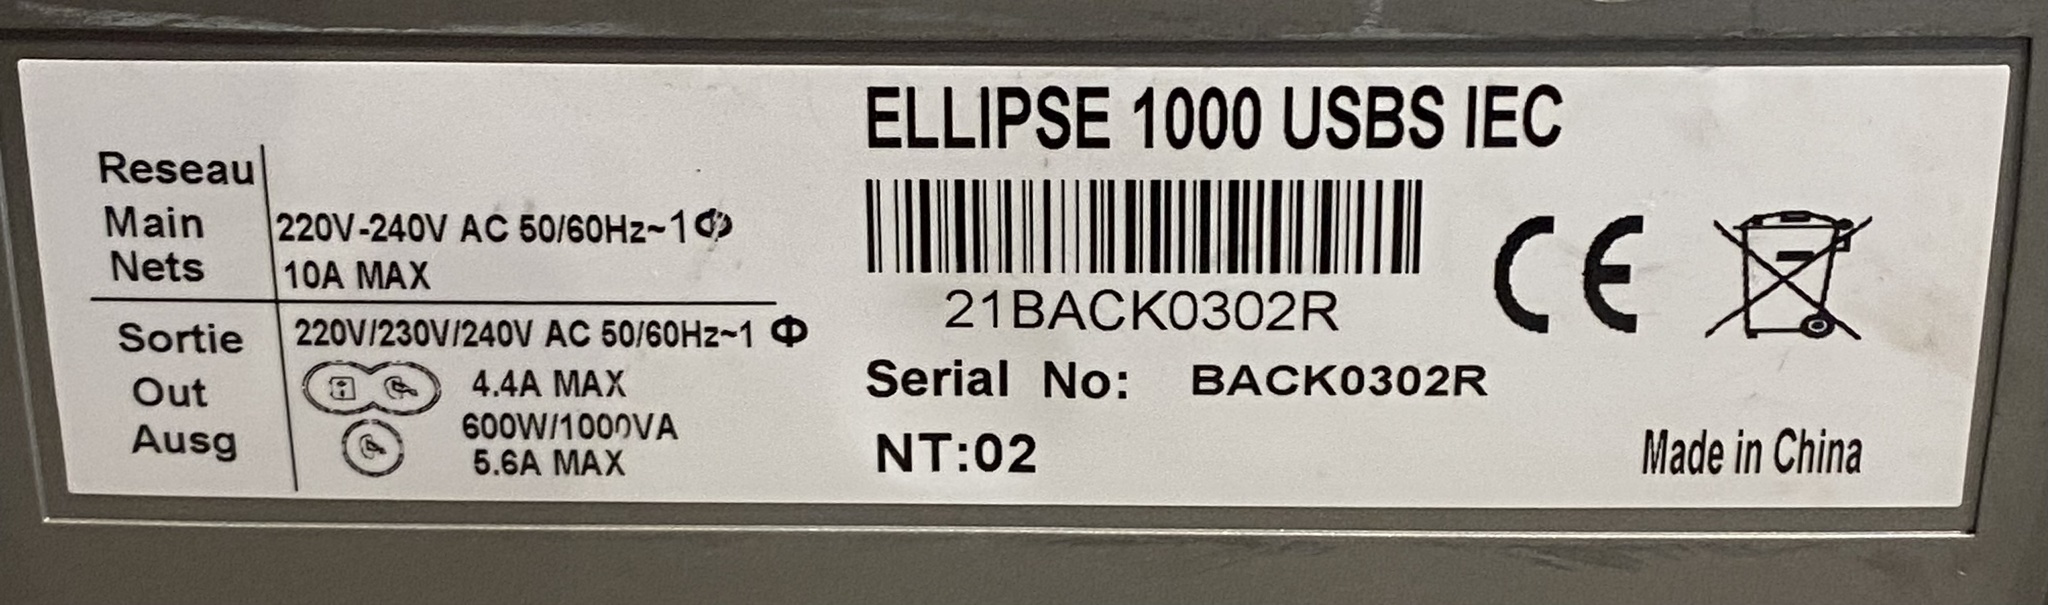 Reseau
Main
Nets
220V-240V AC 50/60Hz~1Φ
10A MAX
Sortie
Out
Ausg
220V/230V/240V AC 50/60Hz~1 Φ
4.4A MAX
600W/1000VA
5.6A MAX
ELLIPSE 1000 USBS IEC
21BACK0302R
CE
Serial No: BACK0302R
NT:02
Made in China